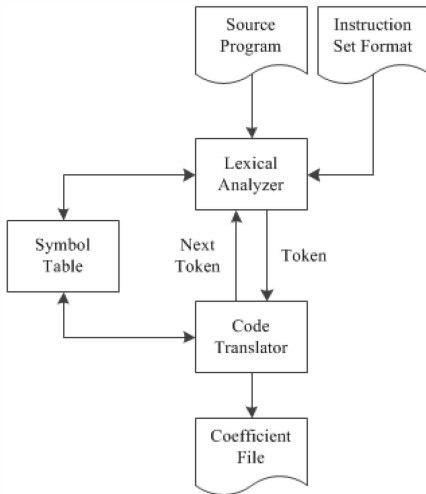 Source
Program
Instruction
Set Format
Lexical
Analyzer
Symbol
Table
Next
Token
Token
Code
Translator
Coefficient
File